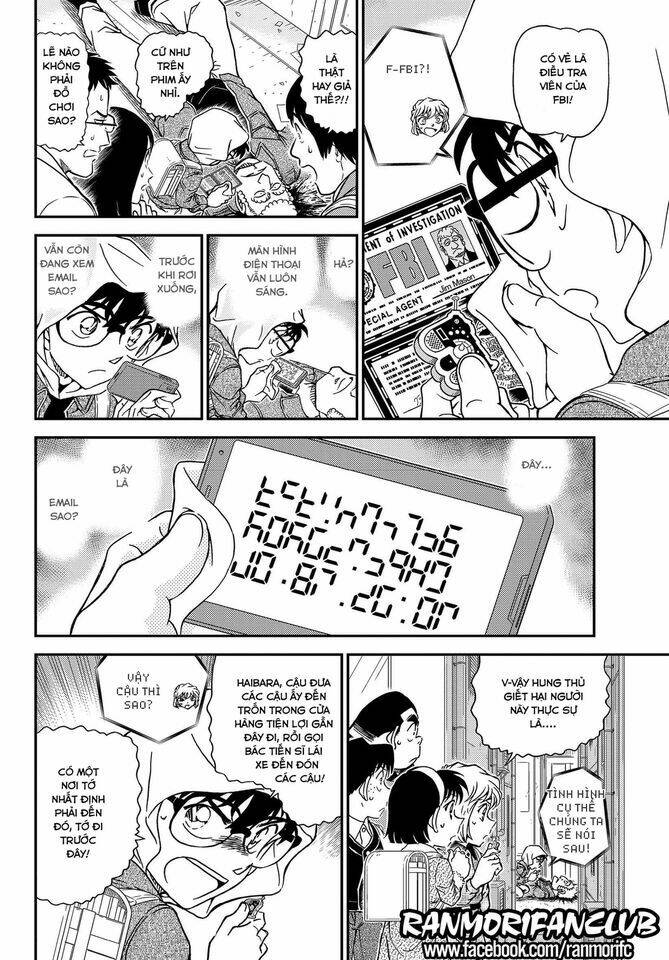 CÓ VẺ LÀ
ĐIỀU TRA
VIÊN CỦA
FBI!
F-FBI?!
LÀ
THẬT
HAY GIẢ
THẾ?!!
CỨ NHƯ
TRÊN
PHIM ẤY
NHỈ.
LẼ NÀO
KHÔNG
PHẢI
ĐỒ
CHƠI
SAO?
ENT of INVESTIGATION
FBI
Jim Mason
SPECIAL AGENT
HẢ?
MÀN HÌNH
ĐIỆN THOẠI
VẪN LUÔN
SÁNG.
TRƯỚC
KHI RƠI
XUỐNG,
VẪN CÒN
ĐANG XEM
EMAIL
SAO?
ĐÂY...
ĐÂY
LÀ
EMAIL
SAO?
V-VẬY HUNG THỦ
GIẾT HẠI NGƯỜI
NÀY THỰC SỰ
LÀ....
TÌNH HÌNH
CỤ THỂ
CHÚNG TA
SẼ NÓI
SAU!
HAIBARA, CẬU ĐƯA
CÁC CẬU ẤY ĐẾN
TRỐN TRONG CỬA
HÀNG TIỆN LỢI GẦN
ĐÂY ĐI, RỒI GỌI
BÁC TIẾN SĨ LÁI
XE ĐẾN ĐÓN
CÁC CẬU!
VẬY
CẬU THÌ
SAO?
CÓ MỘT
NƠI TỚ
NHẤT ĐỊNH
PHẢI ĐẾN
ĐÓ, TỚ ĐI
TRƯỚC
ĐÂY!
RANMORIFANCLUB
www.facebook.com/ranmorifc